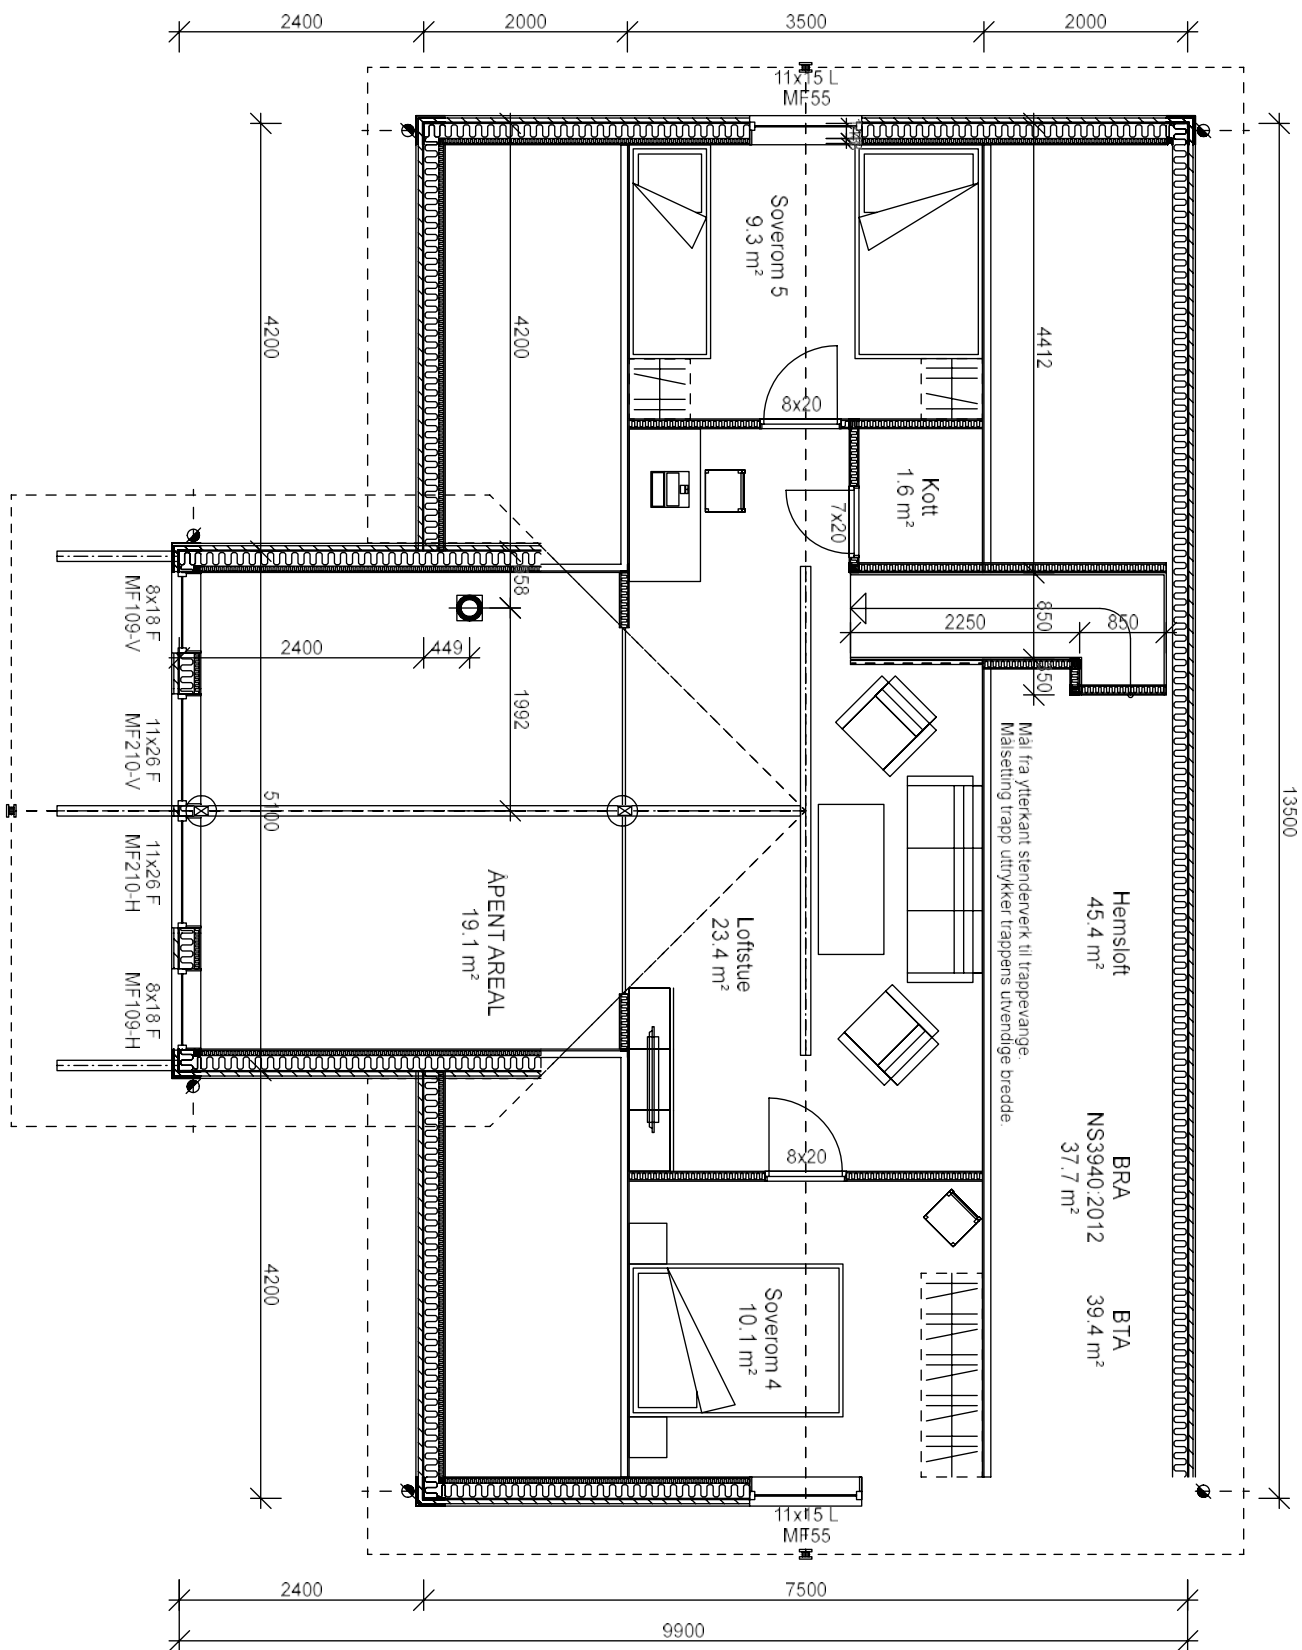 2400
2000
3500
2000
11x15 L
MF55
4200
4200
4412
13500
Soverom 5
9.3 m²
8x20
Kott
1.6 m²
7x20
850
2250
850
350
558
449
2400
1992
8x18 F
MF109-V
11x26 F
MF210-V
5100
11x26 F
MF210-H
8x18 F
MF109-H
ÅPENT AREAL
19.1 m²
Loftstue
23.4 m²
Mål fra ytterkant stenderverk til trappevange.
Målsetting trapp uttrykker trappens utvendige bredde.
Hemsloft
45.4 m²
BRA
NS3940:2012
37.7 m²
BTA
39.4 m²
8x20
4200
Soverom 4
10.1 m²
11x15 L
MF55
2400
7500
9900